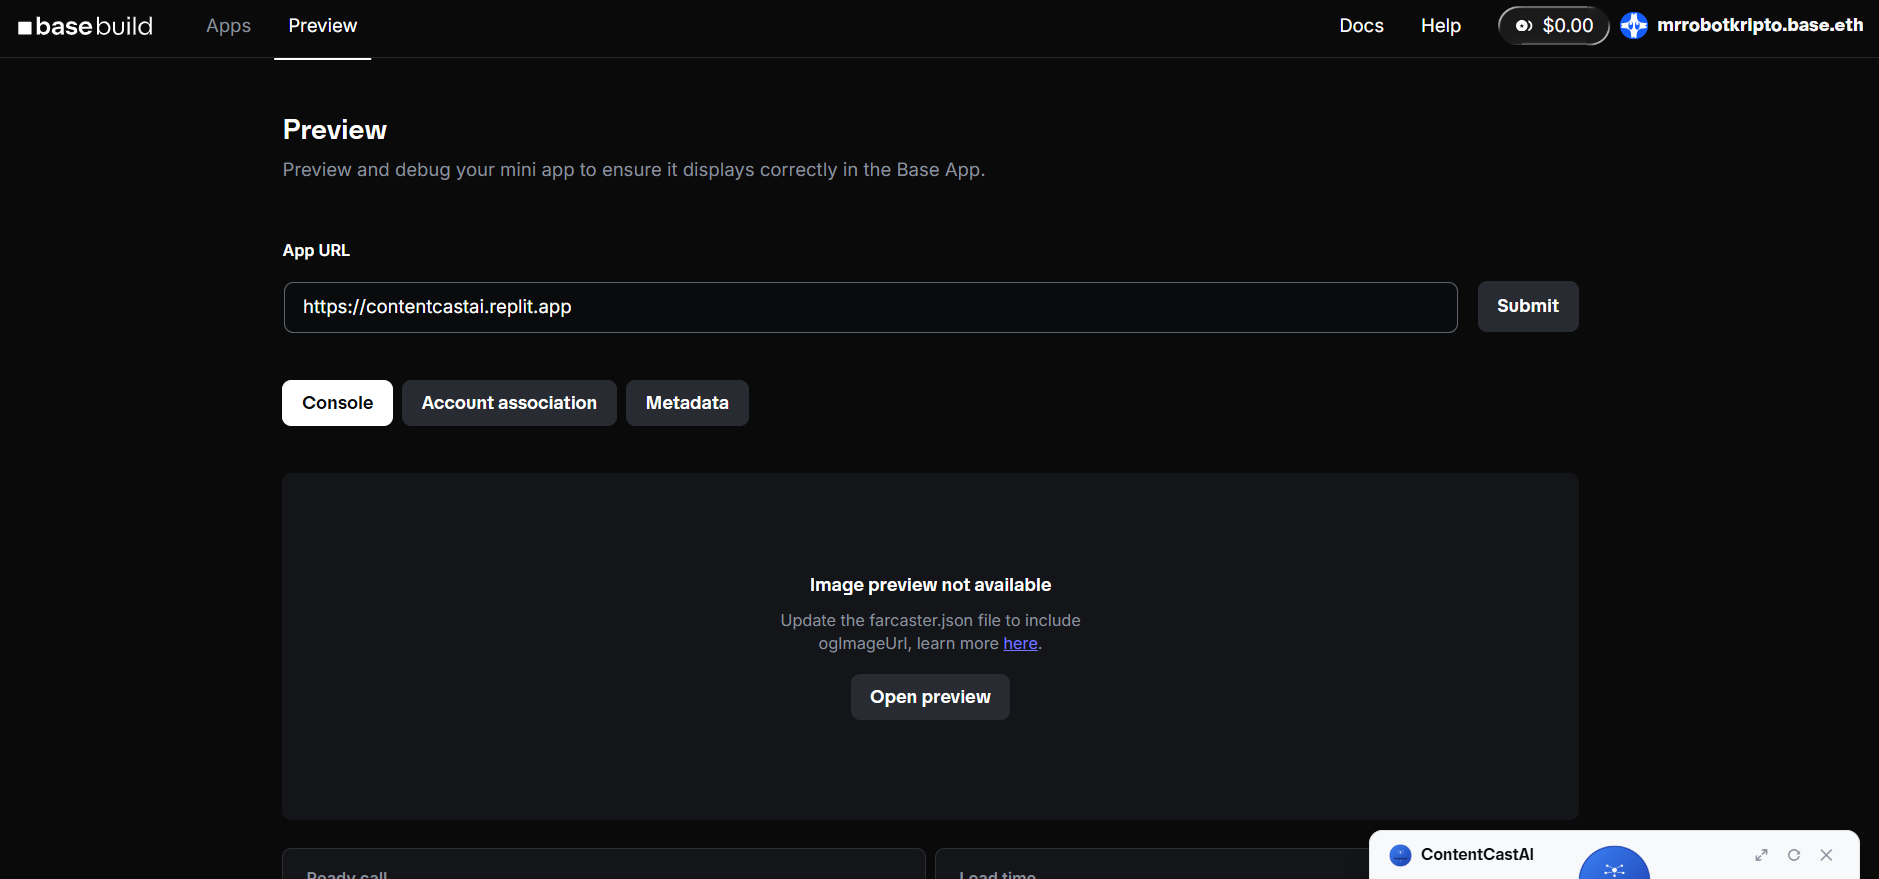 base build
Apps
Preview
Docs
Help
$0.00
mrrobotkripto.base.eth
Preview
Preview and debug your mini app to ensure it displays correctly in the Base App.
App URL
https://contentcastai.replit.app
Submit
Console
Account association
Metadata
Image preview not available
Update the farcaster.json file to include
ogImageUrl, learn more here.
Open preview
Ready call
Load time
ContentCastAI